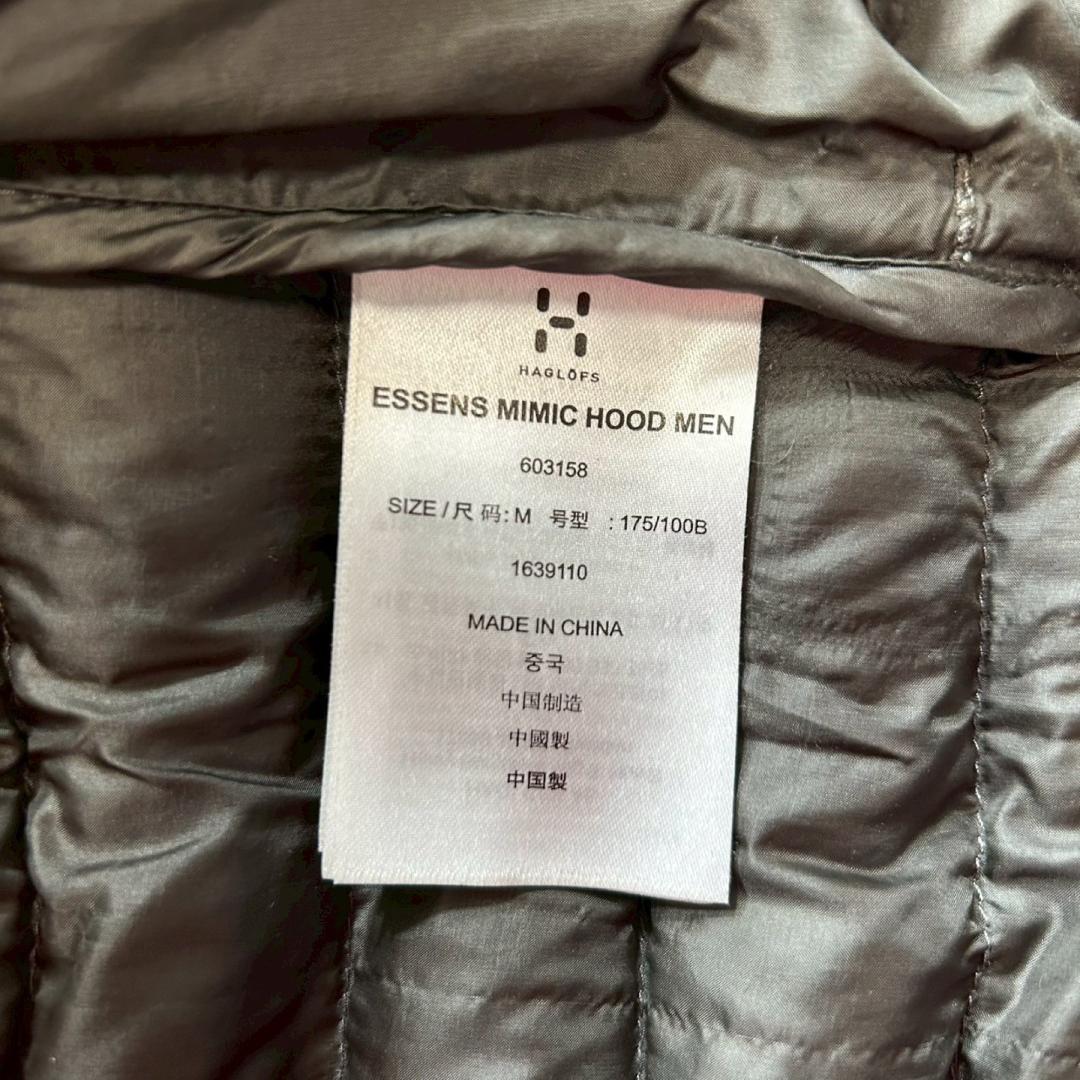 HAGLÖFS
ESSENS MIMIC HOOD MEN
603158
SIZE / 尺 码: M 号型 : 175/100B
1639110
MADE IN CHINA
중국
中国制造
中國製
中国製